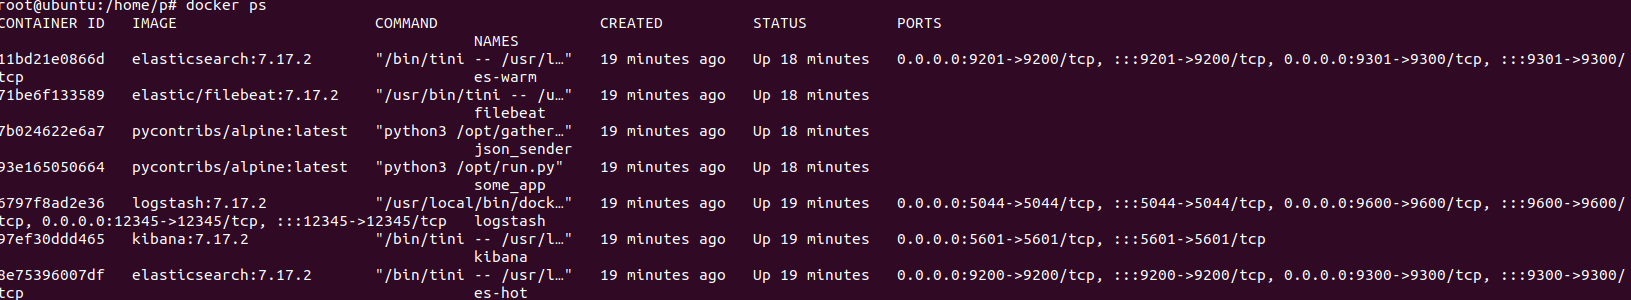 root@ubuntu:/home/p# docker ps
CONTAINER ID   IMAGE                      COMMAND                  CREATED          STATUS          PORTS
NAMES
11bd21e0866d   elasticsearch:7.17.2       "/bin/tini -- /usr/l…"   19 minutes ago   Up 18 minutes   0.0.0.0:9201->9200/tcp, :::9201->9200/tcp, 0.0.0.0:9301->9300/tcp, :::9301->9300/
tcp                                                   es-warm
71be6f133589   elastic/filebeat:7.17.2    "/usr/bin/tini -- /u…"   19 minutes ago   Up 18 minutes
filebeat
7b024622e6a7   pycontribs/alpine:latest   "python3 /opt/gather…"   19 minutes ago   Up 18 minutes
json_sender
93e165050664   pycontribs/alpine:latest   "python3 /opt/run.py"    19 minutes ago   Up 18 minutes
some_app
6797f8ad2e36   logstash:7.17.2            "/usr/local/bin/dock…"   19 minutes ago   Up 19 minutes   0.0.0.0:5044->5044/tcp, :::5044->5044/tcp, 0.0.0.0:9600->9600/tcp, :::9600->9600/
tcp, 0.0.0.0:12345->12345/tcp, :::12345->12345/tcp   logstash
97ef30ddd465   kibana:7.17.2              "/bin/tini -- /usr/l…"   19 minutes ago   Up 19 minutes   0.0.0.0:5601->5601/tcp, :::5601->5601/tcp
kibana
8e75396007df   elasticsearch:7.17.2       "/bin/tini -- /usr/l…"   19 minutes ago   Up 19 minutes   0.0.0.0:9200->9200/tcp, :::9200->9200/tcp, 0.0.0.0:9300->9300/tcp, :::9300->9300/
tcp                                                   es-hot